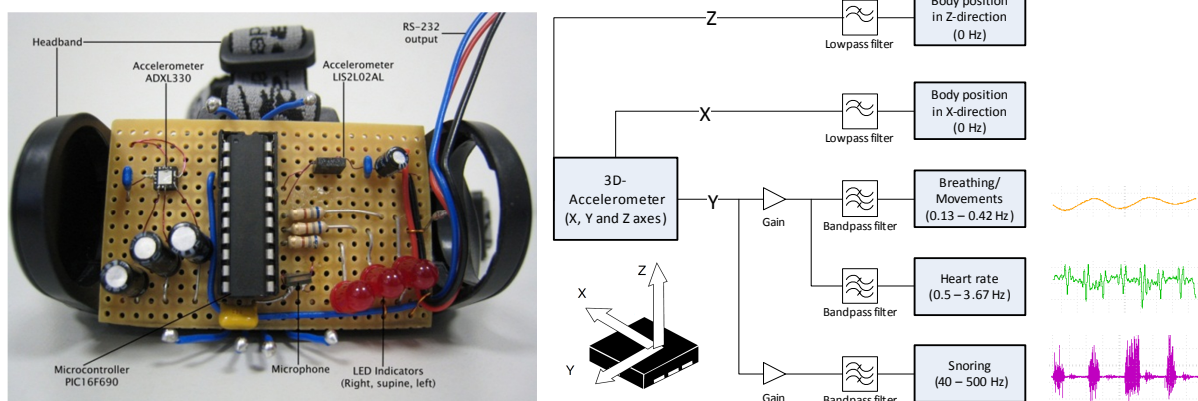 Headband
Accelerometer
ADXL330
Accelerometer
LIS2L02AL
RS-232
output
Microcontroller
PIC16F690
Microphone
LED Indicators
(Right, supine, left)
Z
Lowpass filter
Body position
in Z-direction
(0 Hz)
X
Lowpass filter
Body position
in X-direction
(0 Hz)
3D-
Accelerometer
(X, Y and Z axes)
Y
Gain
Bandpass filter
Breathing/
Movements
(0.13 – 0.42 Hz)
Bandpass filter
Heart rate
(0.5 – 3.67 Hz)
Gain
Bandpass filter
Snoring
(40 – 500 Hz)
Z
X
Y